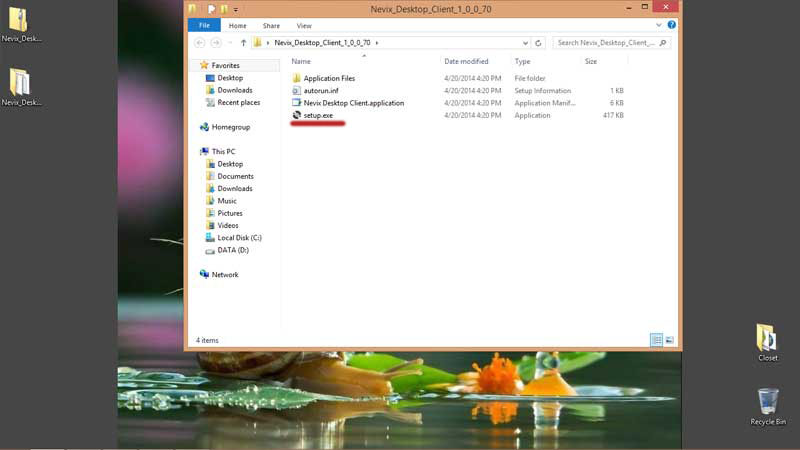 Nevix_Desk...
Nevix_Desk...
Nevix_Desktop_Client_1_0_0_70
File Home Share View
Nevix_Desktop_Client_1_0_0_70
Search Nevix_Desktop_Client_...
Name Date modified Type Size
Application Files 4/20/2014 4:20 PM File folder
autorun.inf 4/20/2014 4:20 PM Setup Information 1 KB
Nevix Desktop Client.application 4/20/2014 4:20 PM Application Manif... 6 KB
setup.exe 4/20/2014 4:20 PM Application 417 KB
Favorites
Desktop
Downloads
Recent places
Homegroup
This PC
Desktop
Documents
Downloads
Music
Pictures
Videos
Local Disk (C:)
DATA (D:)
Network
4 items
Closet
Recycle Bin